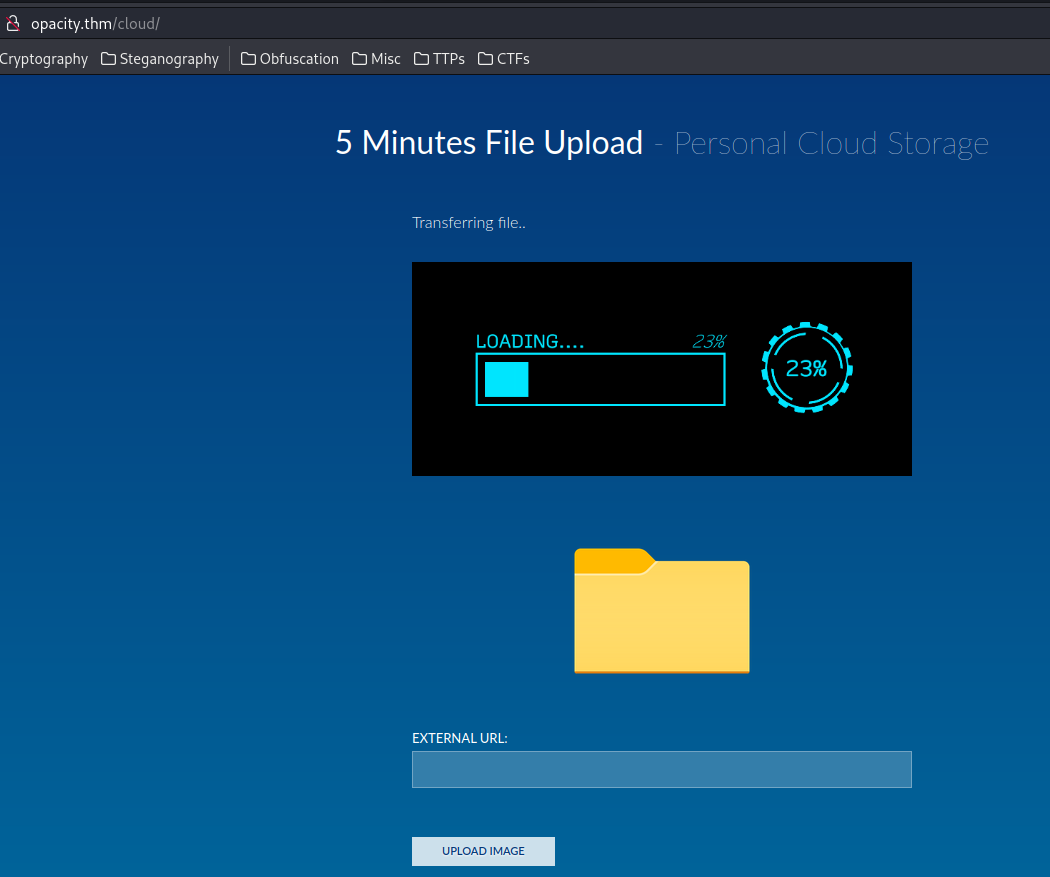 opacity.thm/cloud/
Cryptography Steganography Obfuscation Misc TTPs CTFs
5 Minutes File Upload - Personal Cloud Storage
Transferring file..
LOADING.... 23%
23%
EXTERNAL URL:
UPLOAD IMAGE